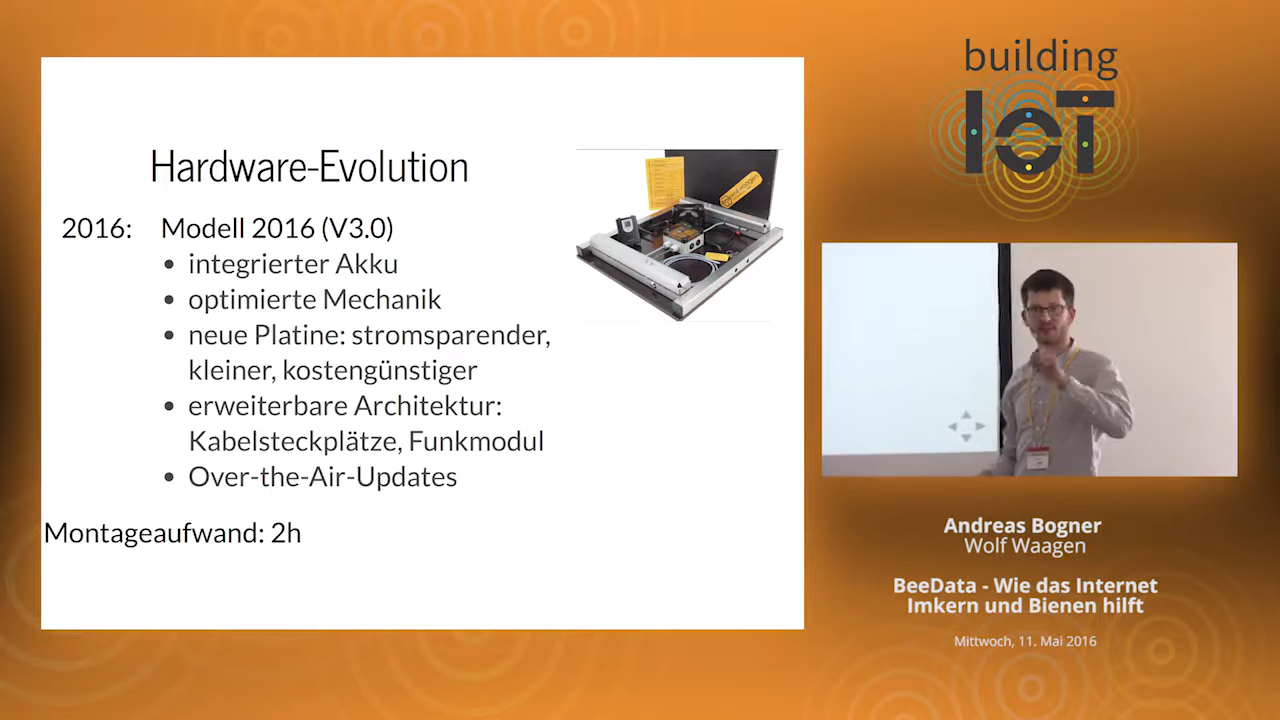 Hardware-Evolution
2016: Modell 2016 (V3.0)
• integrierter Akku
• optimierte Mechanik
• neue Platine: stromsparender,
kleiner, kostengünstiger
• erweiterbare Architektur:
Kabelsteckplätze, Funkmodul
• Over-the-Air-Updates
Montageaufwand: 2h
building
IoT
Andreas Bogner
Wolf Waagen
BeeData - Wie das Internet
Imkern und Bienen hilft
Mittwoch, 11. Mai 2016